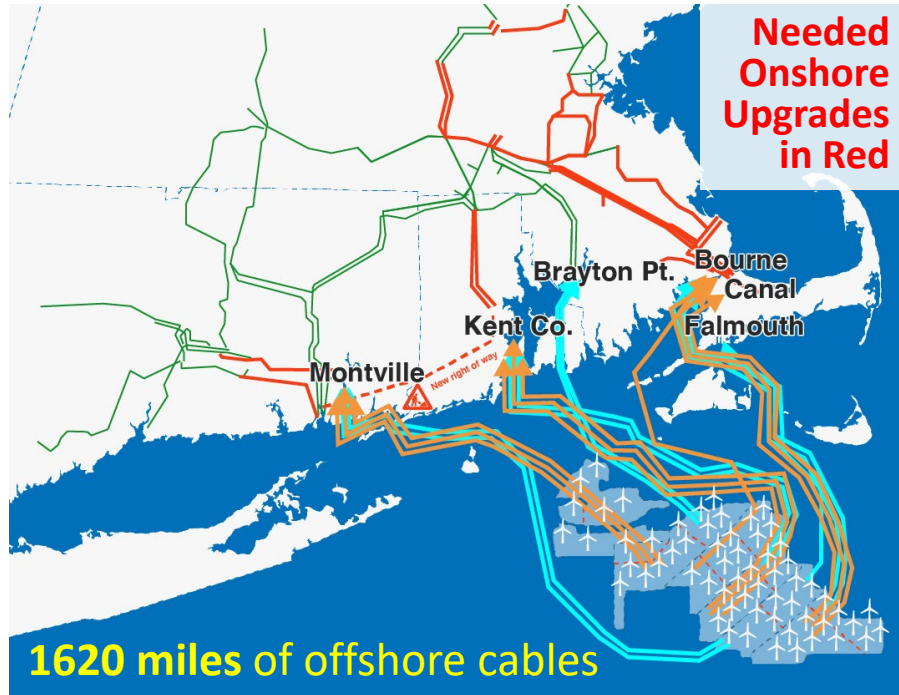 Needed
Onshore
Upgrades
in Red
Bourne
Brayton Pt.
Canal
Kent Co.
Falmouth
Montville
New right of way
1620 miles of offshore cables